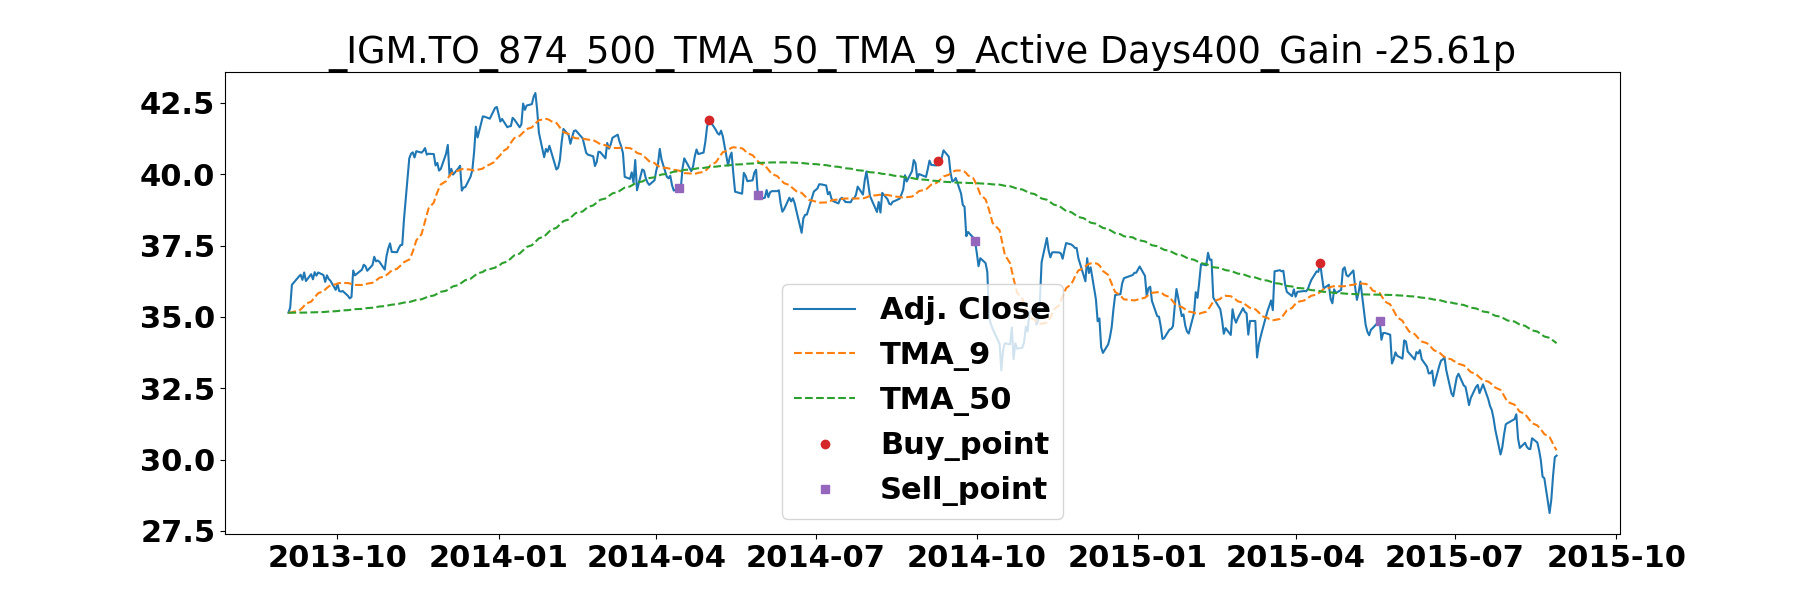 _IGM.TO_874_500_TMA_50_TMA_9_Active Days400_Gain -25.61p
42.5
40.0
37.5
35.0
32.5
30.0
27.5
Adj. Close
TMA_9
TMA_50
Buy_point
Sell_point
2013-10 2014-01 2014-04 2014-07 2014-10 2015-01 2015-04 2015-07 2015-10